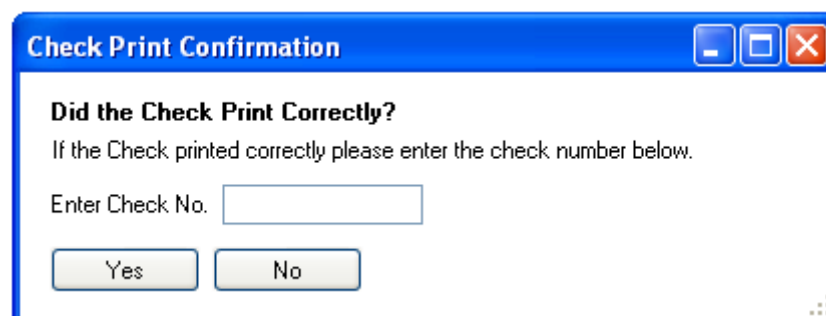 Check Print Confirmation
Did the Check Print Correctly?
If the Check printed correctly please enter the check number below.
Enter Check No.
Yes No